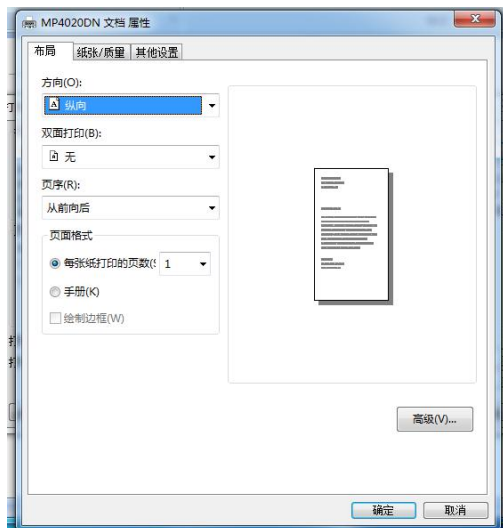 MP4020DN 文档 属性
布局 纸张/质量 其他设置
方向(O):
纵向
双面打印(B):
无
页序(R):
从前向后
页面格式
每张纸打印的页数( 1
手册(K)
绘制边框(W)
高级(V)...
确定 取消